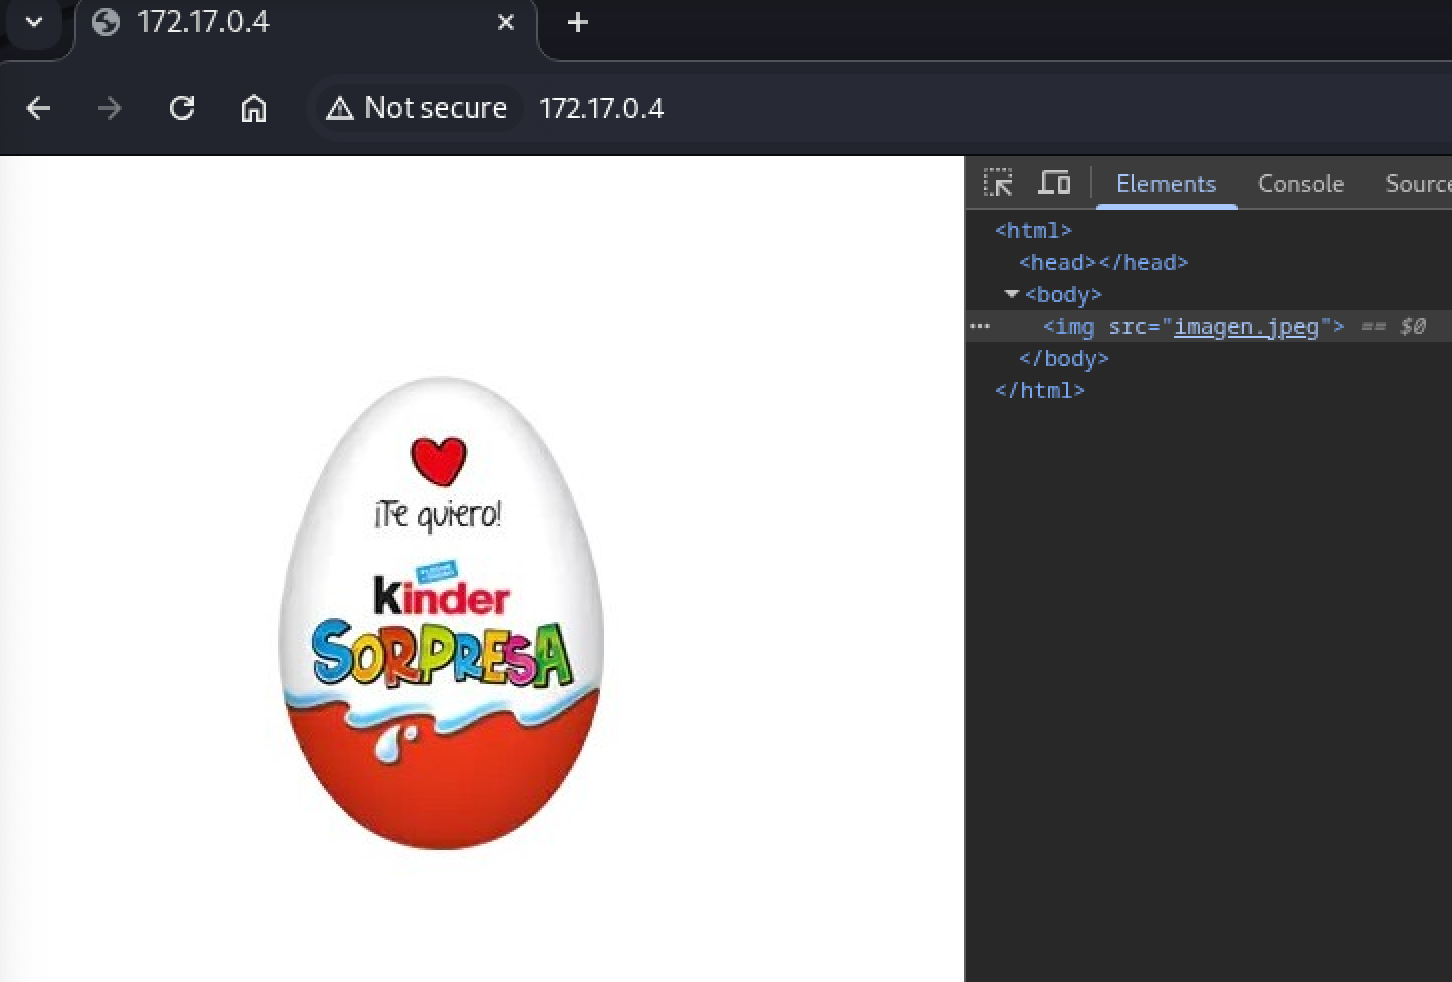 172.17.0.4
Not secure 172.17.0.4
Elements Console Source
<html>
<head></head>
<body>
<img src="imagen.jpeg"> == $0
</body>
</html>
¡Te quiero!
Kinder
SORPRESA